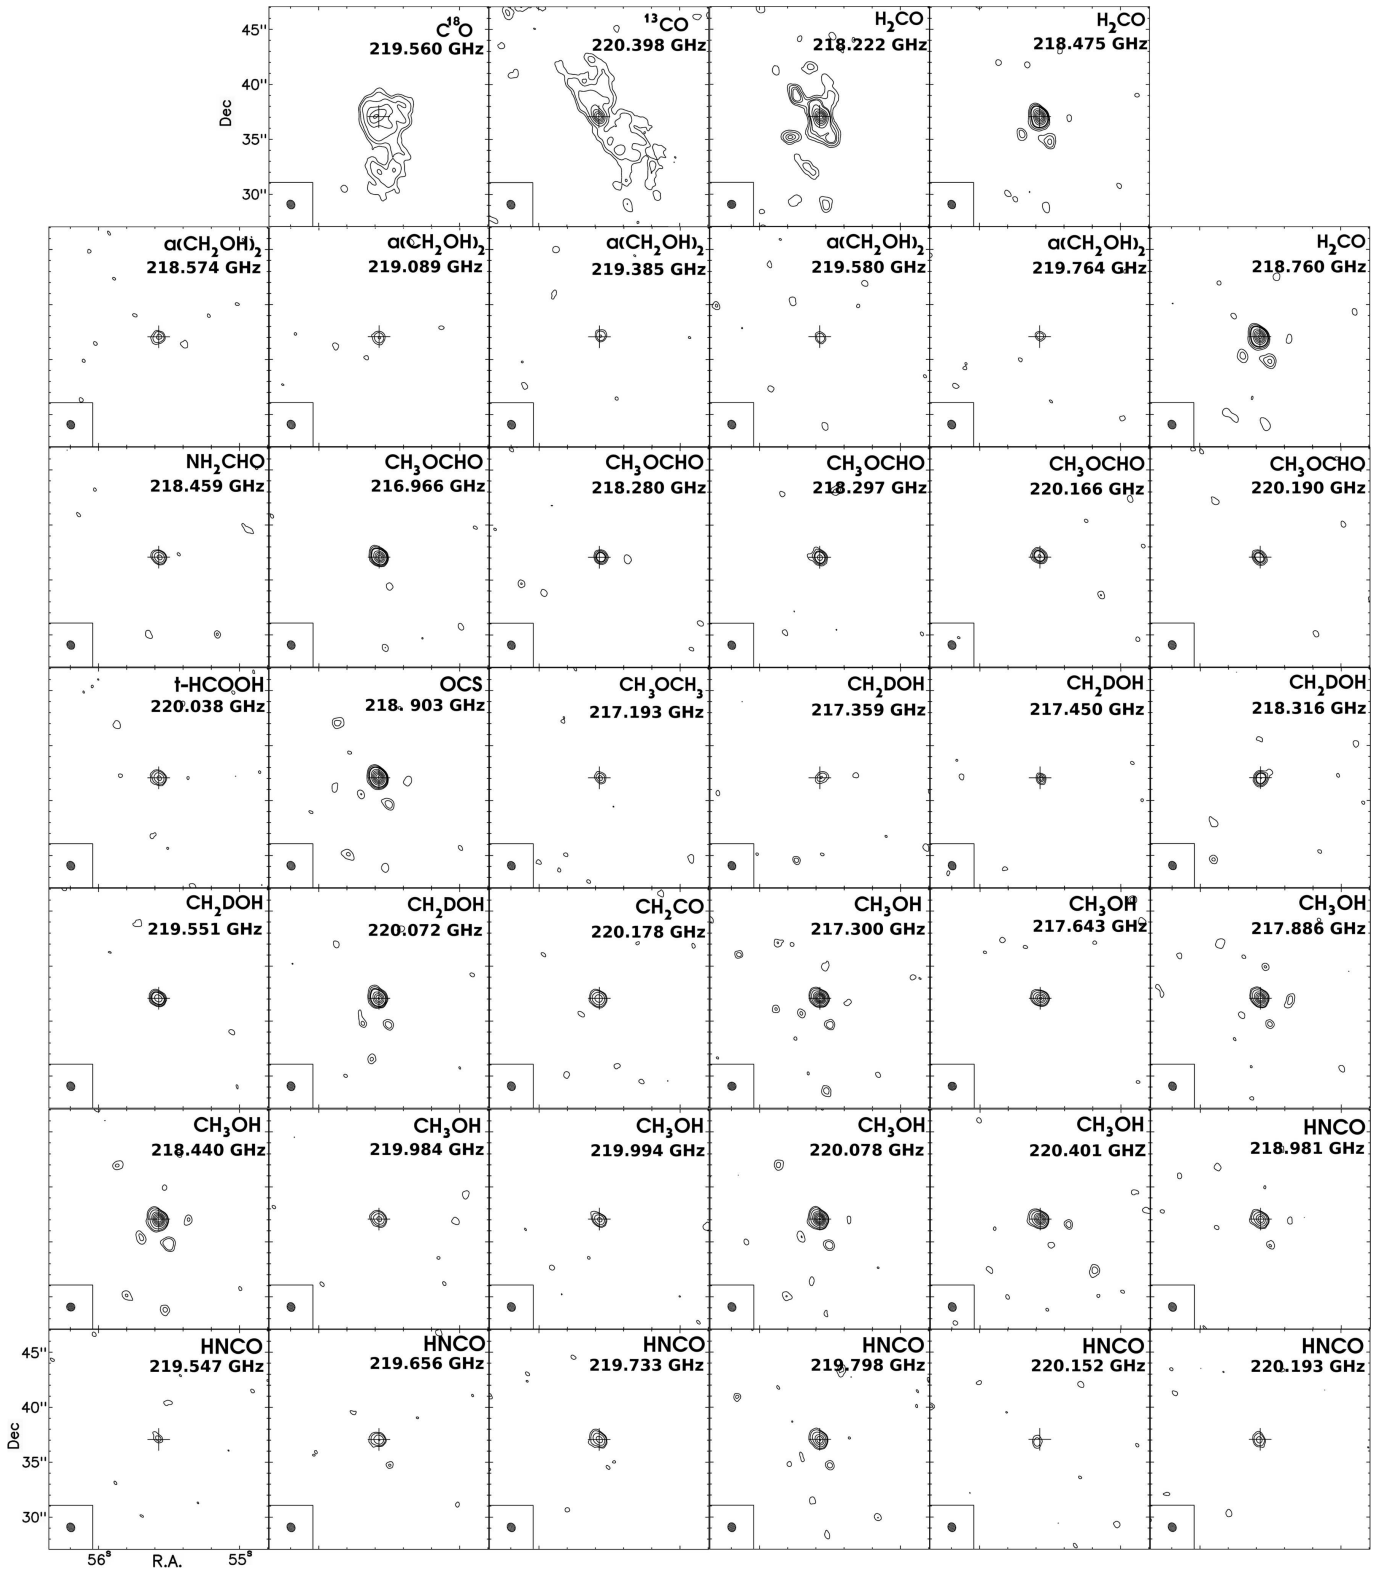 C¹⁸O
219.560 GHz
¹³CO
220.398 GHz
H₂CO
218.222 GHz
H₂CO
218.475 GHz
45''
40''
35''
30''
Dec
a(CH₂OH)₂
218.574 GHz
a(CH₂OH)₂
219.089 GHz
a(CH₂OH)₂
219.385 GHz
a(CH₂OH)₂
219.580 GHz
a(CH₂OH)₂
219.764 GHz
H₂CO
218.760 GHz
NH₂CHO
218.459 GHz
CH₃OCHO
216.966 GHz
CH₃OCHO
218.280 GHz
CH₃OCHO
218.297 GHz
CH₃OCHO
220.166 GHz
CH₃OCHO
220.190 GHz
t-HCOOH
220.038 GHz
OCS
218. 903 GHz
CH₃OCH₃
217.193 GHz
CH₂DOH
217.359 GHz
CH₂DOH
217.450 GHz
CH₂DOH
218.316 GHz
CH₂DOH
219.551 GHz
CH₂DOH
220.072 GHz
CH₂CO
220.178 GHz
CH₃OH
217.300 GHz
CH₃OH
217.643 GHz
CH₃OH
217.886 GHz
CH₃OH
218.440 GHz
CH₃OH
219.984 GHz
CH₃OH
219.994 GHz
CH₃OH
220.078 GHz
CH₃OH
220.401 GHZ
HNCO
218.981 GHz
HNCO
219.547 GHz
HNCO
219.656 GHz
HNCO
219.733 GHz
HNCO
219.798 GHz
HNCO
220.152 GHz
HNCO
220.193 GHz
45''
40''
35''
30''
Dec
56ˢ
R.A.
55ˢ